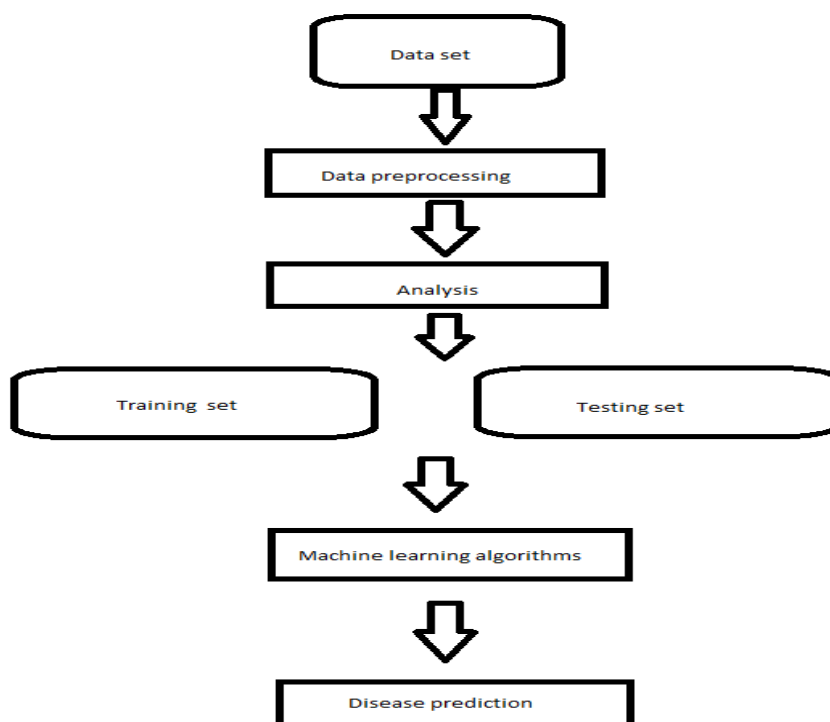 Data set
Data preprocessing
Analysis
Training set
Testing set
Machine learning algorithms
Disease prediction